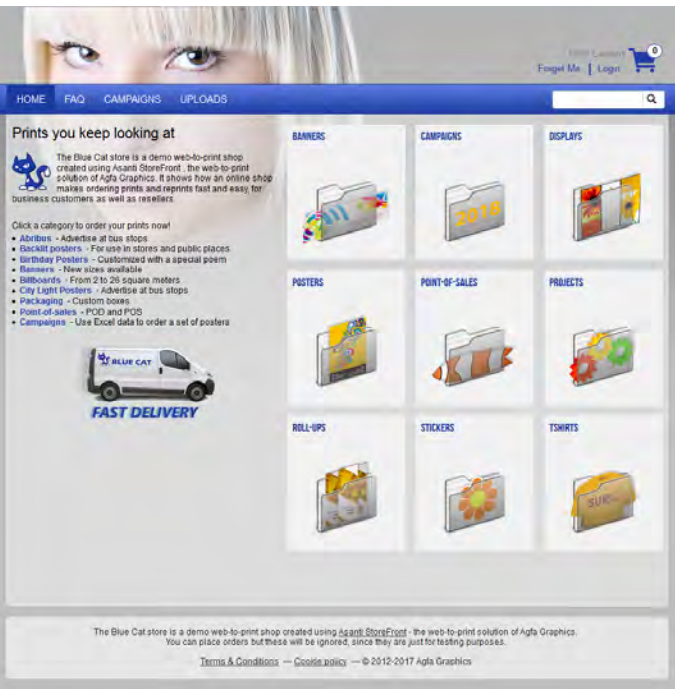 0
Forget Me | Login
HOME FAQ CAMPAIGNS UPLOADS
Prints you keep looking at
The Blue Cat store is a demo web-to-print shop
created using Asanti StoreFront , the web-to-print
solution of Agfa Graphics. It shows how an online shop
makes ordering prints and reprints fast and easy, for
business customers as well as resellers.
Click a category to order your prints now!
• Abribus - Advertise at bus stops
• Backlit posters - For use in stores and public places
• Birthday Posters - Customized with a special poem
• Banners - New sizes available
• Billboards - From 2 to 26 square meters
• City Light Posters - Advertise at bus stops
• Packaging - Custom boxes
• Point-of-sales - POD and POS
• Campaigns - Use Excel data to order a set of posters
BLUE CAT
FAST DELIVERY
BANNERS CAMPAIGNS DISPLAYS
2018
POSTERS POINT-OF-SALES PROJECTS
ROLL-UPS STICKERS TSHIRTS
The Blue Cat store is a demo web-to-print shop created using Asanti StoreFront - the web-to-print solution of Agfa Graphics.
You can place orders but these will be ignored, since they are just for testing purposes.
Terms & Conditions — Cookie policy — © 2012-2017 Agfa Graphics